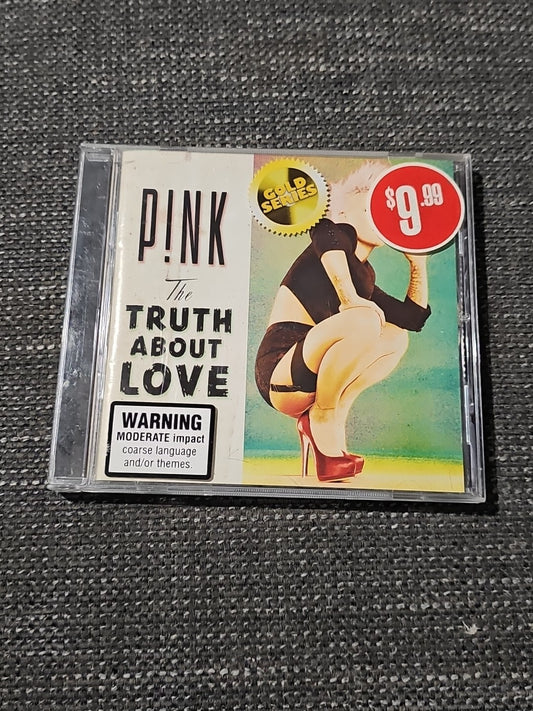 P!NK
The
TRUTH
ABOUT
LOVE
GOLD
SERIES
$9.99
WARNING
MODERATE impact
coarse language
and/or themes.